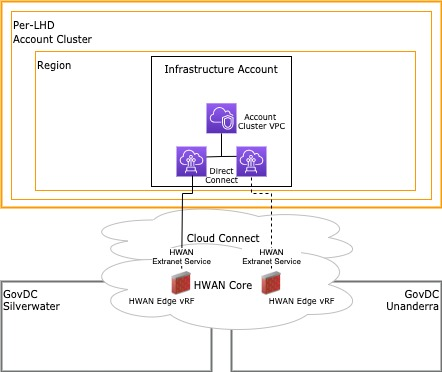 Per-LHD
Account Cluster
Region
Infrastructure Account
Account
Cluster VPC
Direct
Connect
Cloud Connect
HWAN
Extranet Service
HWAN
Extranet Service
HWAN Core
HWAN Edge vRF
HWAN Edge vRF
GovDC
Silverwater
GovDC
Unanderra